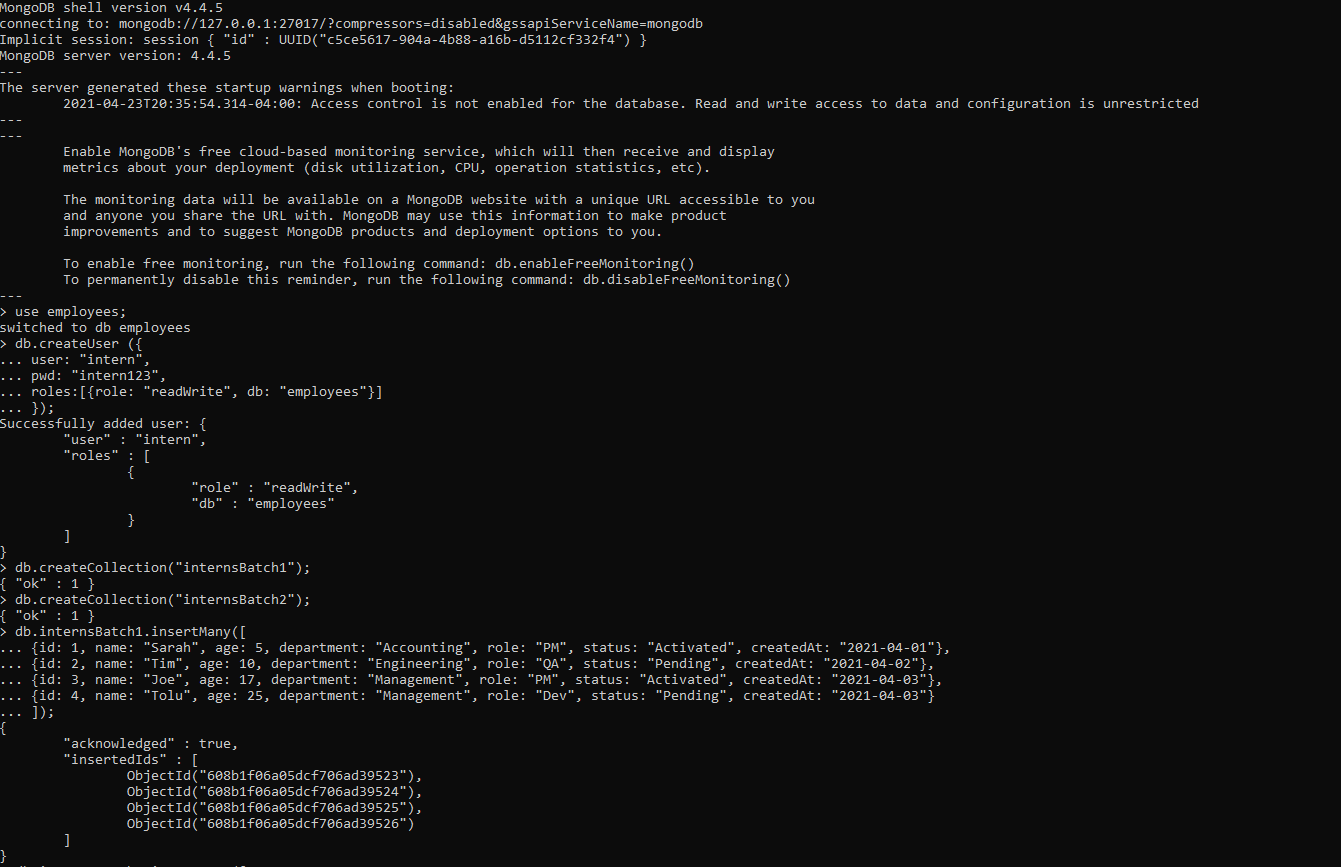 MongoDB shell version v4.4.5
connecting to: mongodb://127.0.0.1:27017/?compressors=disabled&gssapiServiceName=mongodb
Implicit session: session { "id" : UUID("c5ce5617-904a-4b88-a16b-d5112cf332f4") }
MongoDB server version: 4.4.5
---
The server generated these startup warnings when booting:
        2021-04-23T20:35:54.314-04:00: Access control is not enabled for the database. Read and write access to data and configuration is unrestricted
---
---
        Enable MongoDB's free cloud-based monitoring service, which will then receive and display
        metrics about your deployment (disk utilization, CPU, operation statistics, etc).

        The monitoring data will be available on a MongoDB website with a unique URL accessible to you
        and anyone you share the URL with. MongoDB may use this information to make product
        improvements and to suggest MongoDB products and deployment options to you.

        To enable free monitoring, run the following command: db.enableFreeMonitoring()
        To permanently disable this reminder, run the following command: db.disableFreeMonitoring()
---
> use employees;
switched to db employees
> db.createUser ({
... user: "intern",
... pwd: "intern123",
... roles:[{role: "readWrite", db: "employees"}]
... });
Successfully added user: {
        "user" : "intern",
        "roles" : [
                {
                        "role" : "readWrite",
                        "db" : "employees"
                }
        ]
}
> db.createCollection("internsBatch1");
{ "ok" : 1 }
> db.createCollection("internsBatch2");
{ "ok" : 1 }
> db.internsBatch1.insertMany([
... {id: 1, name: "Sarah", age: 5, department: "Accounting", role: "PM", status: "Activated", createdAt: "2021-04-01"},
... {id: 2, name: "Tim", age: 10, department: "Engineering", role: "QA", status: "Pending", createdAt: "2021-04-02"},
... {id: 3, name: "Joe", age: 17, department: "Management", role: "PM", status: "Activated", createdAt: "2021-04-03"},
... {id: 4, name: "Tolu", age: 25, department: "Management", role: "Dev", status: "Pending", createdAt: "2021-04-03"}
... ]);
{
        "acknowledged" : true,
        "insertedIds" : [
                ObjectId("608b1f06a05dcf706ad39523"),
                ObjectId("608b1f06a05dcf706ad39524"),
                ObjectId("608b1f06a05dcf706ad39525"),
                ObjectId("608b1f06a05dcf706ad39526")
        ]
}